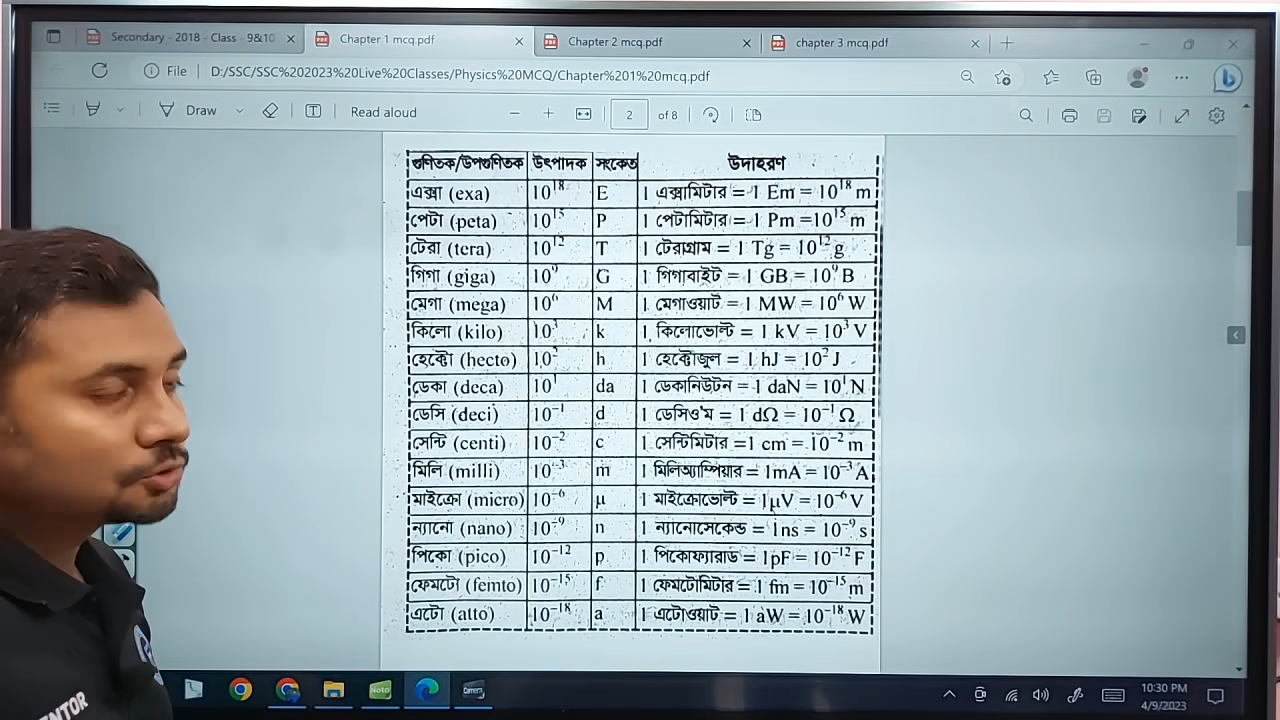 Secondary - 2018 - Class - 9&10
Chapter 1 mcq.pdf
Chapter 2 mcq.pdf
chapter 3 mcq.pdf
File D:/SSC/SSC%202023%20Live%20Classes/Physics%20MCQ/Chapter%201%20mcq.pdf
Draw
Read aloud
2 of 8
গুণিতক/উপগুণিতক উৎপাদক সংকেত উদাহরণ
এক্সা (exa) 10¹⁸ E 1 এক্সামিটার = 1 Em = 10¹⁸ m
পেটা (peta) 10¹⁵ P 1 পেটামিটার = 1 Pm =10¹⁵ m
টেরা (tera) 10¹² T 1 টেরাগ্রাম = 1 Tg = 10¹² g
গিগা (giga) 10⁹ G 1 গিগাবাইট = 1 GB = 10⁹ B
মেগা (mega) 10⁶ M 1 মেগাওয়াট = 1 MW = 10⁶ W
কিলো (kilo) 10³ k 1 কিলোভোল্ট = 1 kV = 10³ V
হেক্টো (hecto) 10² h 1 হেক্টোজুল = 1 hJ = 10² J
ডেকা (deca) 10¹ da 1 ডেকানিউটন = 1 daN = 10¹ N
ডেসি (deci) 10⁻¹ d 1 ডেসিও'ম = 1 dΩ = 10⁻¹ Ω
সেন্টি (centi) 10⁻² c 1 সেন্টিমিটার =1 cm = 10⁻² m
মিলি (milli) 10⁻³ m 1 মিলিঅ্যাম্পিয়ার = 1mA = 10⁻³ A
মাইক্রো (micro) 10⁻⁶ μ 1 মাইক্রোভোল্ট = 1μV = 10⁻⁶ V
ন্যানো (nano) 10⁻⁹ n 1 ন্যানোসেকেন্ড = 1ns = 10⁻⁹ s
পিকো (pico) 10⁻¹² p 1 পিকোফ্যারাড = 1pF = 10⁻¹² F
ফেমটো (femto) 10⁻¹⁵ f 1 ফেমটোমিটার = 1 fm = 10⁻¹⁵ m
এটো (atto) 10⁻¹⁸ a 1 এটোওয়াট = 1 aW = 10⁻¹⁸ W
Note
Camera
10:30 PM
4/9/2023
ENTOR